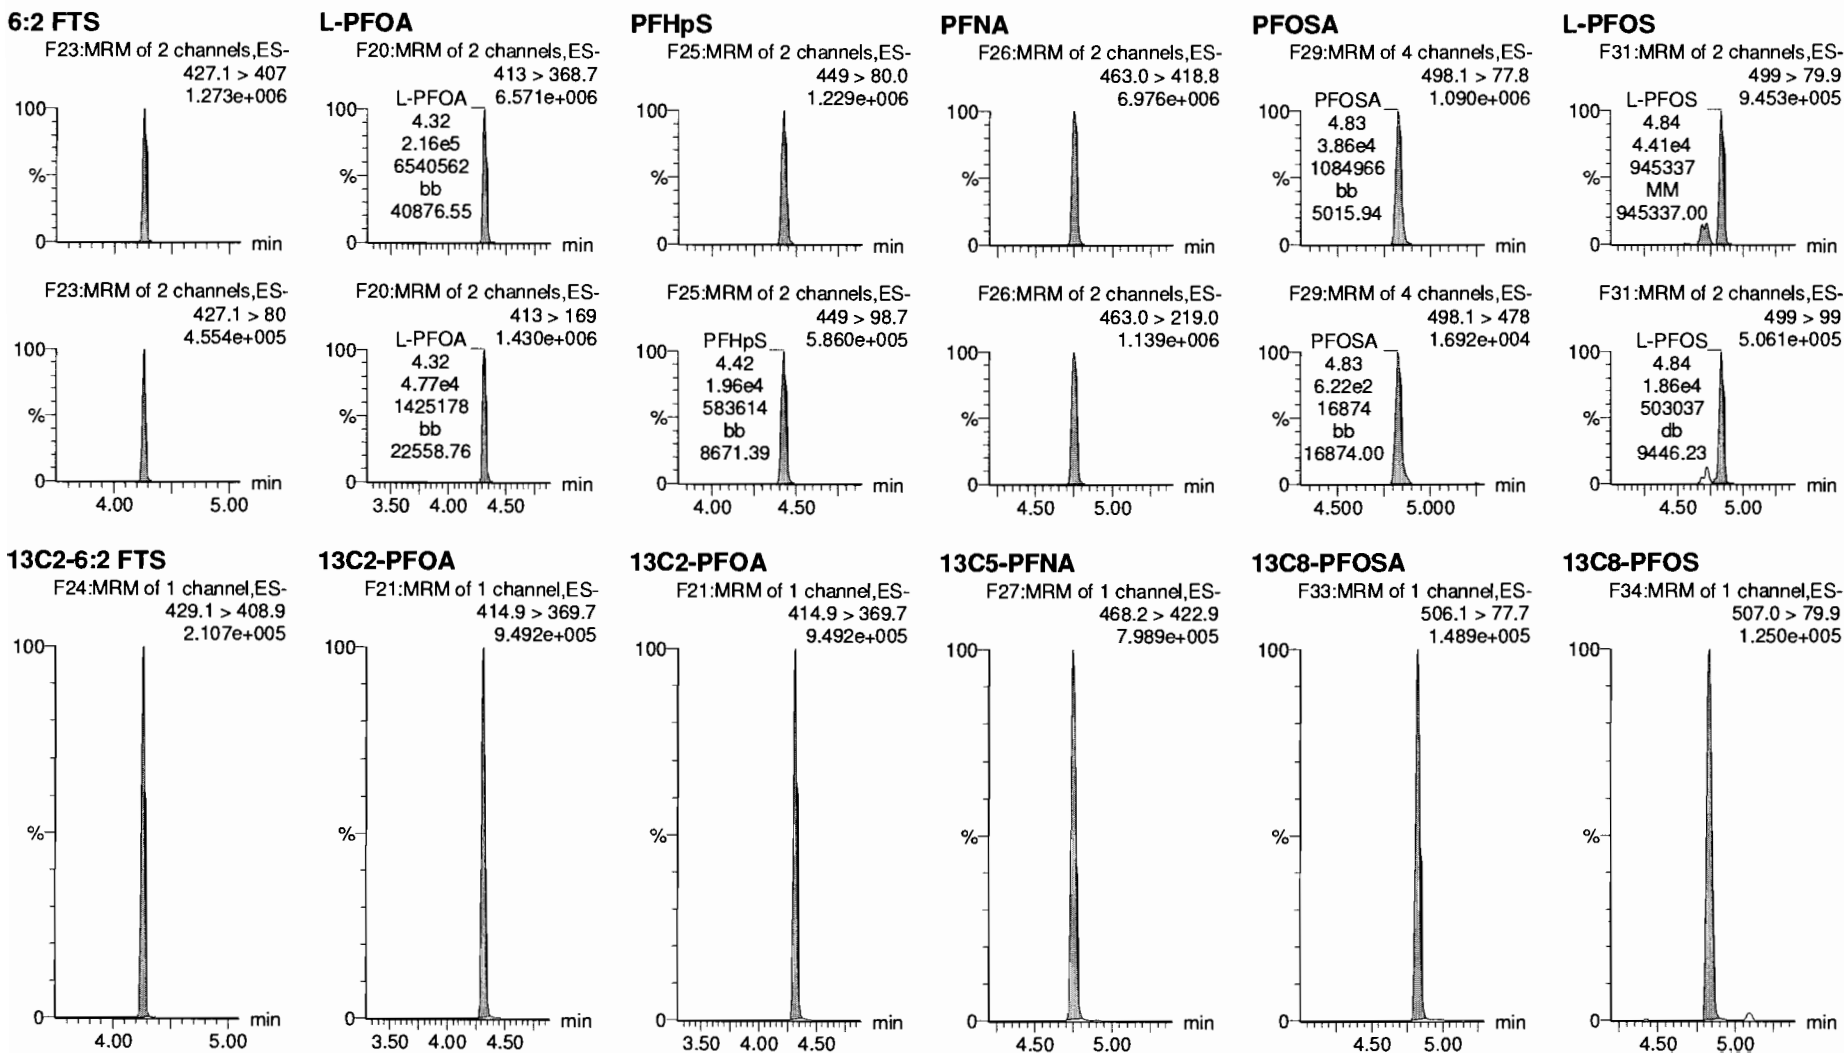 6:2 FTS
F23:MRM of 2 channels,ES-
427.1 > 407
1.273e+006
100
%
0
min
L-PFOA
F20:MRM of 2 channels,ES-
413 > 368.7
6.571e+006
L-PFOA
4.32
2.16e5
6540562
bb
40876.55
100
%
0
min
PFHpS
F25:MRM of 2 channels,ES-
449 > 80.0
1.229e+006
100
%
0
min
PFNA
F26:MRM of 2 channels,ES-
463.0 > 418.8
6.976e+006
100
%
0
min
PFOSA
F29:MRM of 4 channels,ES-
498.1 > 77.8
1.090e+006
PFOSA
4.83
3.86e4
1084966
bb
5015.94
100
%
0
min
L-PFOS
F31:MRM of 2 channels,ES-
499 > 79.9
9.453e+005
L-PFOS
4.84
4.41e4
945337
MM
945337.00
100
%
0
min
F23:MRM of 2 channels,ES-
427.1 > 80
4.554e+005
100
%
0
min
4.00 5.00
F20:MRM of 2 channels,ES-
413 > 169
1.430e+006
L-PFOA
4.32
4.77e4
1425178
bb
22558.76
100
%
0
min
3.50 4.00 4.50
F25:MRM of 2 channels,ES-
449 > 98.7
5.860e+005
PFHpS
4.42
1.96e4
583614
bb
8671.39
100
%
0
min
4.00 4.50
F26:MRM of 2 channels,ES-
463.0 > 219.0
1.139e+006
100
%
0
min
4.50 5.00
F29:MRM of 4 channels,ES-
498.1 > 478
1.692e+004
PFOSA
4.83
6.22e2
16874
bb
16874.00
100
%
0
min
4.500 5.000
F31:MRM of 2 channels,ES-
499 > 99
5.061e+005
L-PFOS
4.84
1.86e4
503037
db
9446.23
100
%
0
min
4.50 5.00
13C2-6:2 FTS
F24:MRM of 1 channel,ES-
429.1 > 408.9
2.107e+005
100
%
0
min
4.00 5.00
13C2-PFOA
F21:MRM of 1 channel,ES-
414.9 > 369.7
9.492e+005
100
%
0
min
3.50 4.00 4.50
13C2-PFOA
F21:MRM of 1 channel,ES-
414.9 > 369.7
9.492e+005
100
%
0
min
3.50 4.00 4.50
13C5-PFNA
F27:MRM of 1 channel,ES-
468.2 > 422.9
7.989e+005
100
%
0
min
4.50 5.00
13C8-PFOSA
F33:MRM of 1 channel,ES-
506.1 > 77.7
1.489e+005
100
%
0
min
4.50 5.00
13C8-PFOS
F34:MRM of 1 channel,ES-
507.0 > 79.9
1.250e+005
100
%
0
min
4.50 5.00